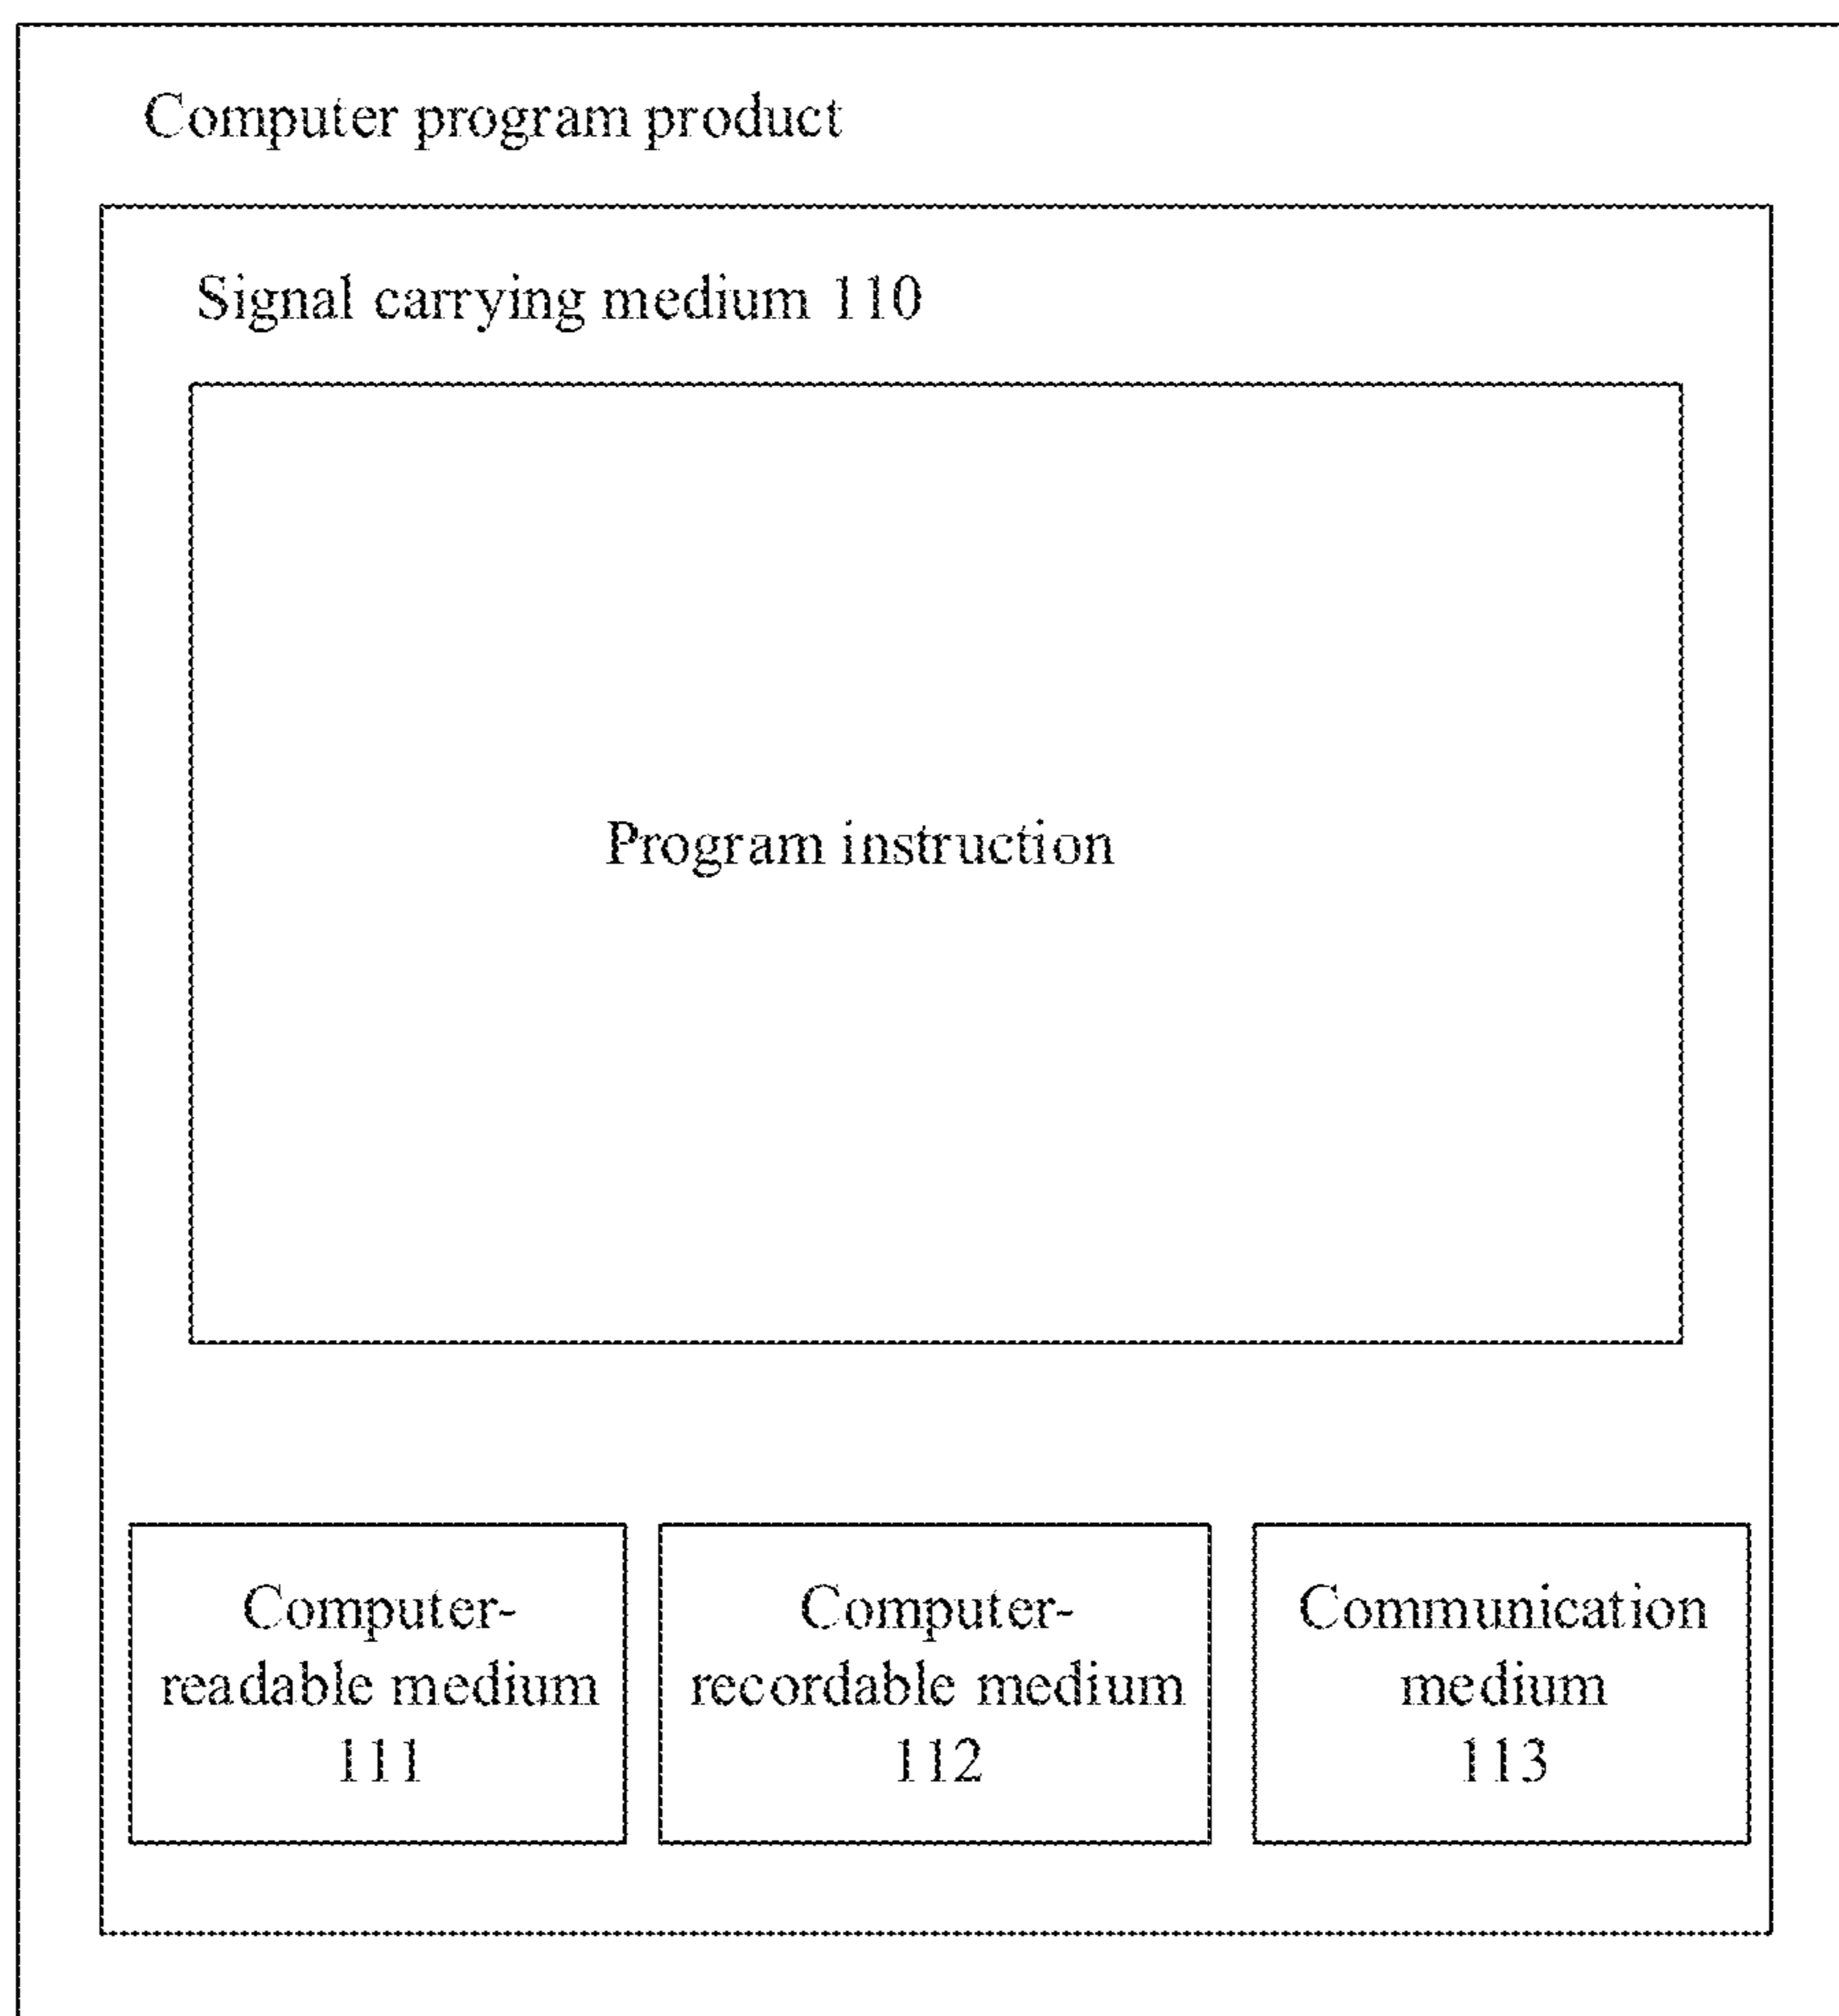 Computer program product
Signal carrying medium 110
Program instruction
Computer-
readable medium
111
Computer-
recordable medium
112
Communication
medium
113